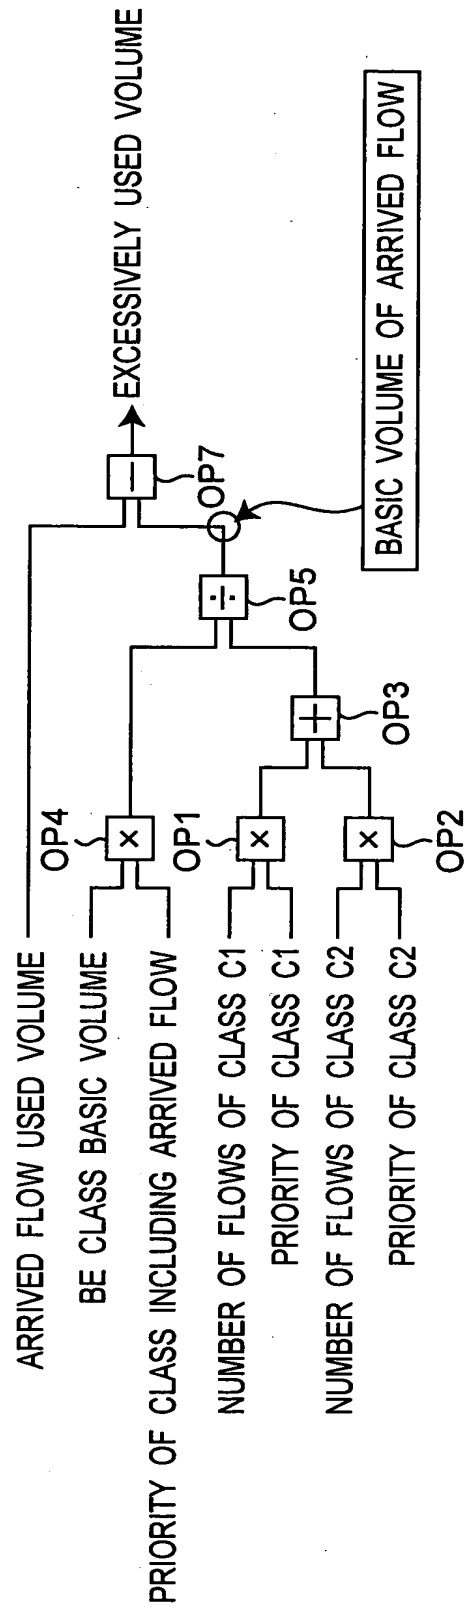 ARRIVED FLOW USED VOLUME
BE CLASS BASIC VOLUME
PRIORITY OF CLASS INCLUDING ARRIVED FLOW
NUMBER OF FLOWS OF CLASS C1
PRIORITY OF CLASS C1
NUMBER OF FLOWS OF CLASS C2
PRIORITY OF CLASS C2
OP4
×
OP1
×
×
OP2
+
OP3
÷
OP5
−
OP7
EXCESSIVELY USED VOLUME
BASIC VOLUME OF ARRIVED FLOW